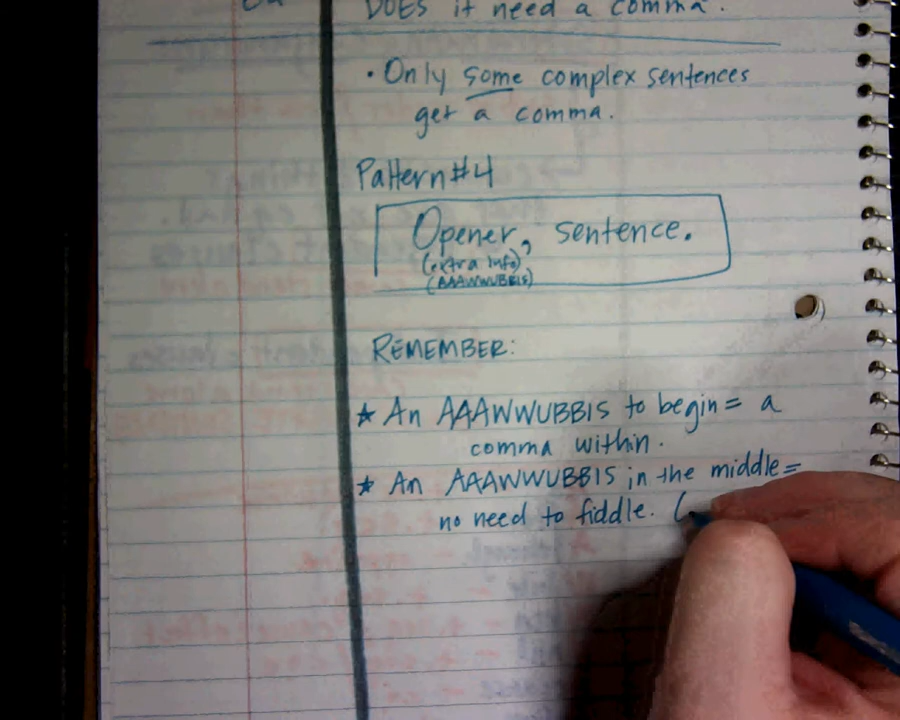 DOES it need a comma.
• Only some complex sentences
get a comma.
Pattern #4
Opener, sentence.
(extra info)
(AAAWWUBBIS)
REMEMBER:
★ An AAAWWUBBIS to begin = a
comma within.
★ An AAAWWUBBIS in the middle =
no need to fiddle. (